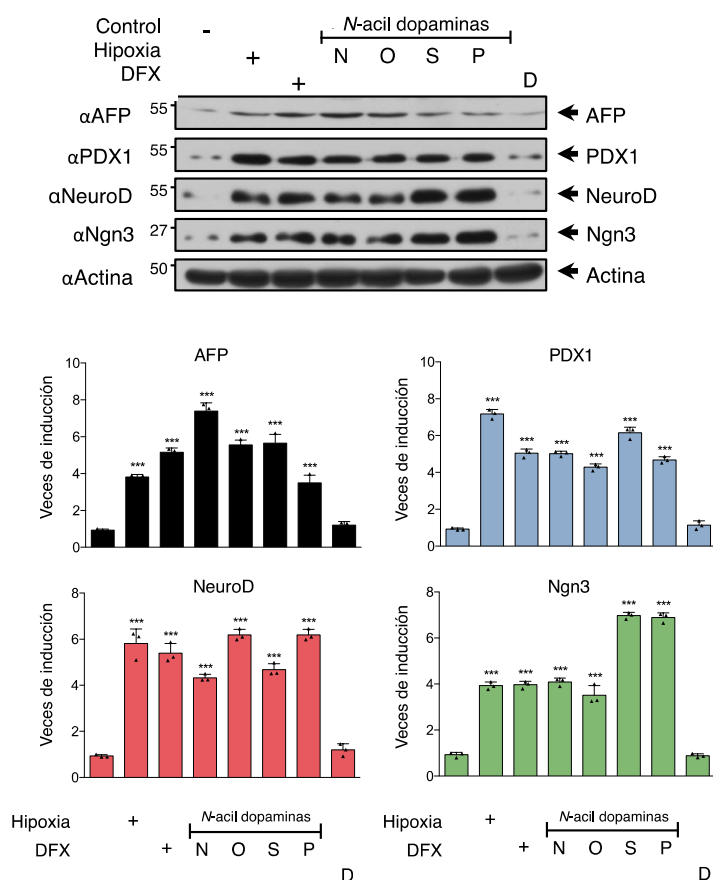 Control - N-acil dopaminas
Hipoxia + N O S P
DFX + D
αAFP 55 AFP
αPDX1 55 PDX1
αNeuroD 55 NeuroD
αNgn3 27 Ngn3
αActina 50 Actina
AFP
Veces de inducción
10
8
6
4
2
0
*** *** *** *** *** ***
PDX1
Veces de inducción
10
8
6
4
2
0
*** *** *** *** *** ***
NeuroD
Veces de inducción
8
6
4
2
0
*** *** *** *** *** ***
Ngn3
Veces de inducción
8
6
4
2
0
*** *** *** *** *** ***
N-acil dopaminas
Hipoxia +
DFX + N O S P
D
N-acil dopaminas
Hipoxia +
DFX + N O S P
D